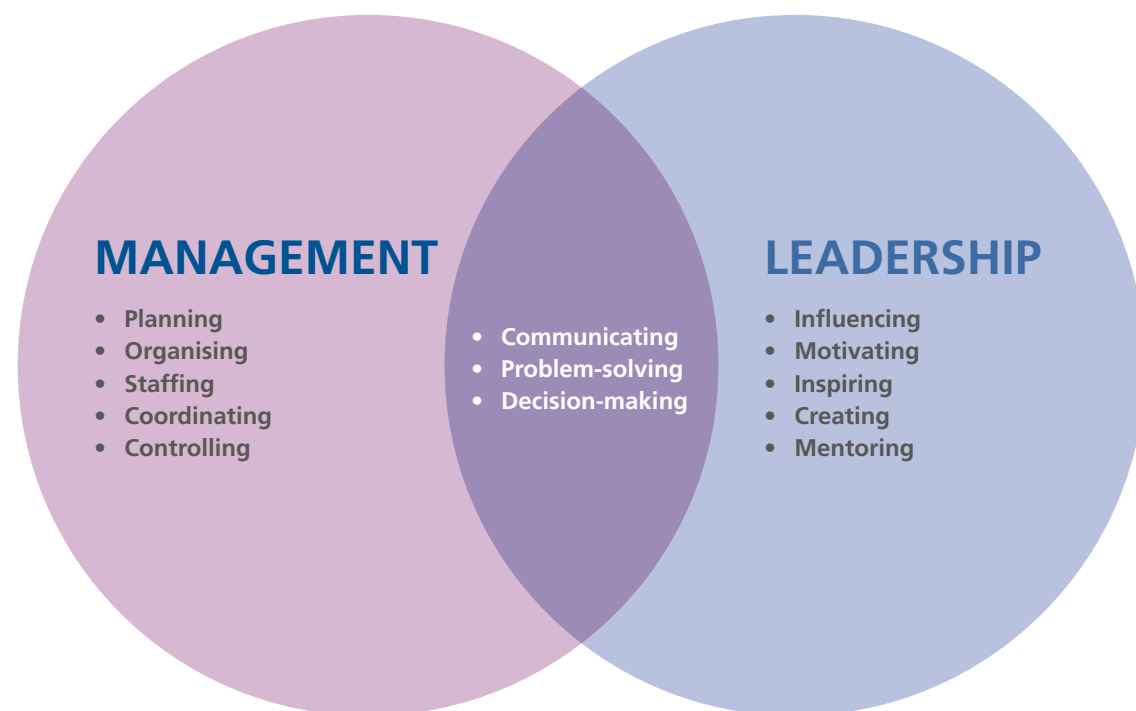 MANAGEMENT
• Planning
• Organising
• Staffing
• Coordinating
• Controlling
• Communicating
• Problem-solving
• Decision-making
LEADERSHIP
• Influencing
• Motivating
• Inspiring
• Creating
• Mentoring